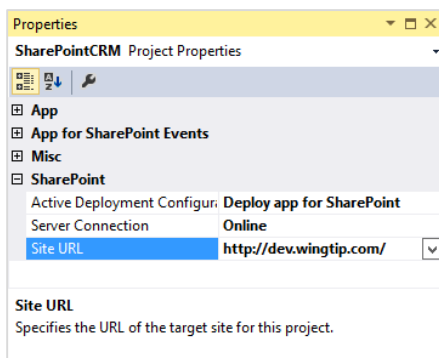 Properties
SharePointCRM Project Properties
App
App for SharePoint Events
Misc
SharePoint
Active Deployment Configur: Deploy app for SharePoint
Server Connection Online
Site URL http://dev.wingtip.com/
Site URL
Specifies the URL of the target site for this project.